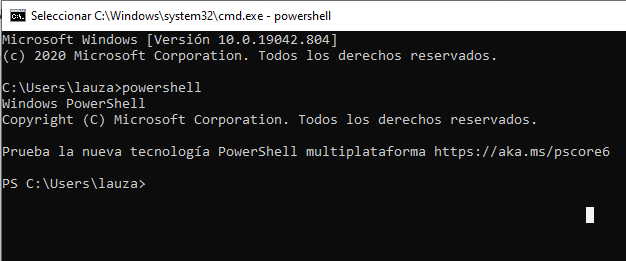 Seleccionar C:\Windows\system32\cmd.exe - powershell
Microsoft Windows [Versión 10.0.19042.804]
(c) 2020 Microsoft Corporation. Todos los derechos reservados.
C:\Users\lauza>powershell
Windows PowerShell
Copyright (C) Microsoft Corporation. Todos los derechos reservados.
Prueba la nueva tecnología PowerShell multiplataforma https://aka.ms/pscore6
PS C:\Users\lauza>